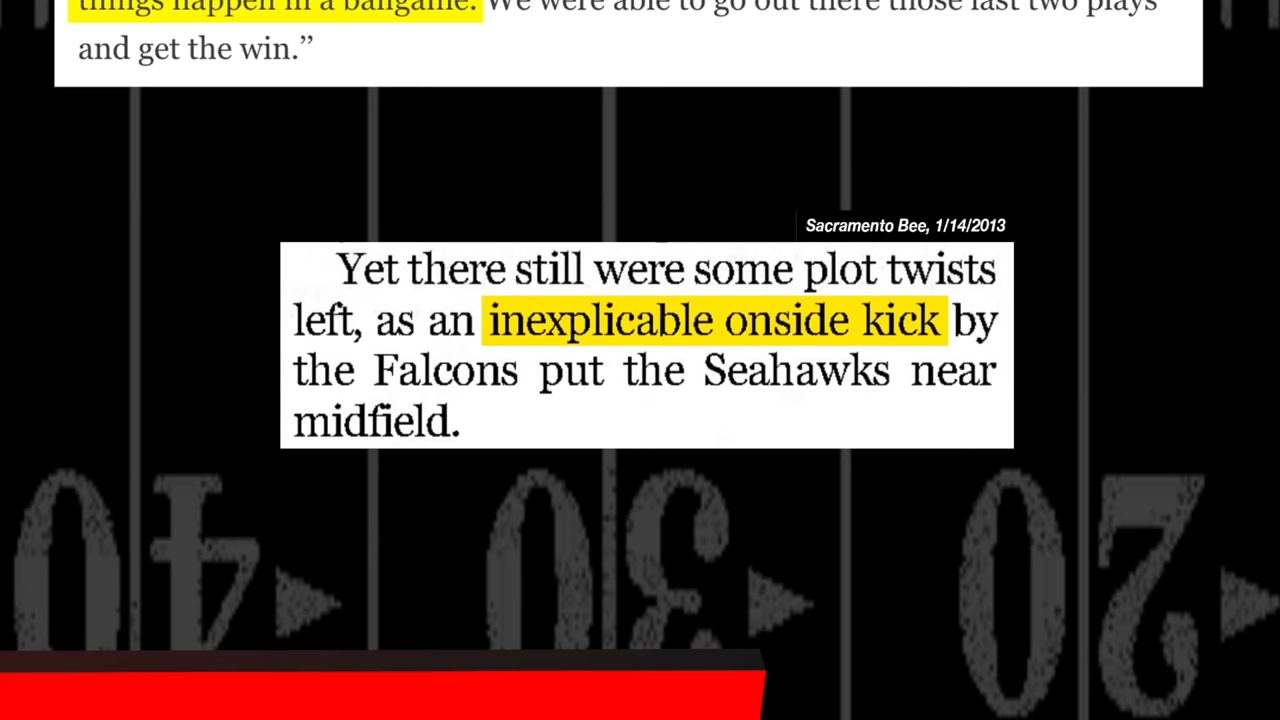 things happen in a ballgame. We were able to go out there those last two plays
and get the win.”
Sacramento Bee, 1/14/2013
Yet there still were some plot twists
left, as an inexplicable onside kick by
the Falcons put the Seahawks near
midfield.
40 30 20